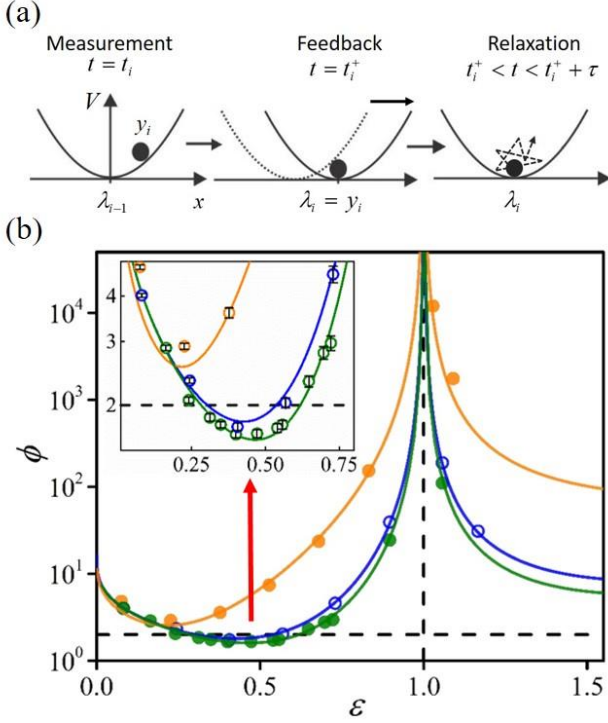 (a)
Measurement Feedback Relaxation
t = t_i t = t_i^+ t_i^+ < t < t_i^+ + τ
V y_i
λ_{i-1} x λ_i = y_i λ_i
(b)
10^4
10^3
10^2
10^1
10^0
ϕ
4
3
2
0.25 0.50 0.75
0.0 0.5 1.0 1.5
ε